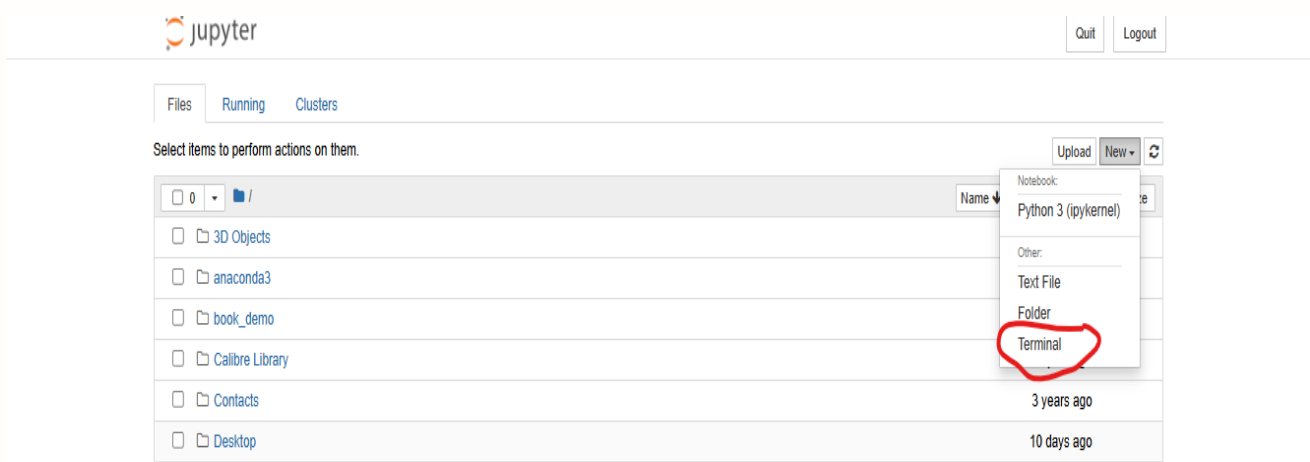 jupyter
Quit Logout
Files Running Clusters
Select items to perform actions on them.
Upload New
0 / Name
Notebook:
Python 3 (ipykernel)
3D Objects
Other:
anaconda3
Text File
book_demo
Folder
Terminal
Calibre Library
Contacts 3 years ago
Desktop 10 days ago